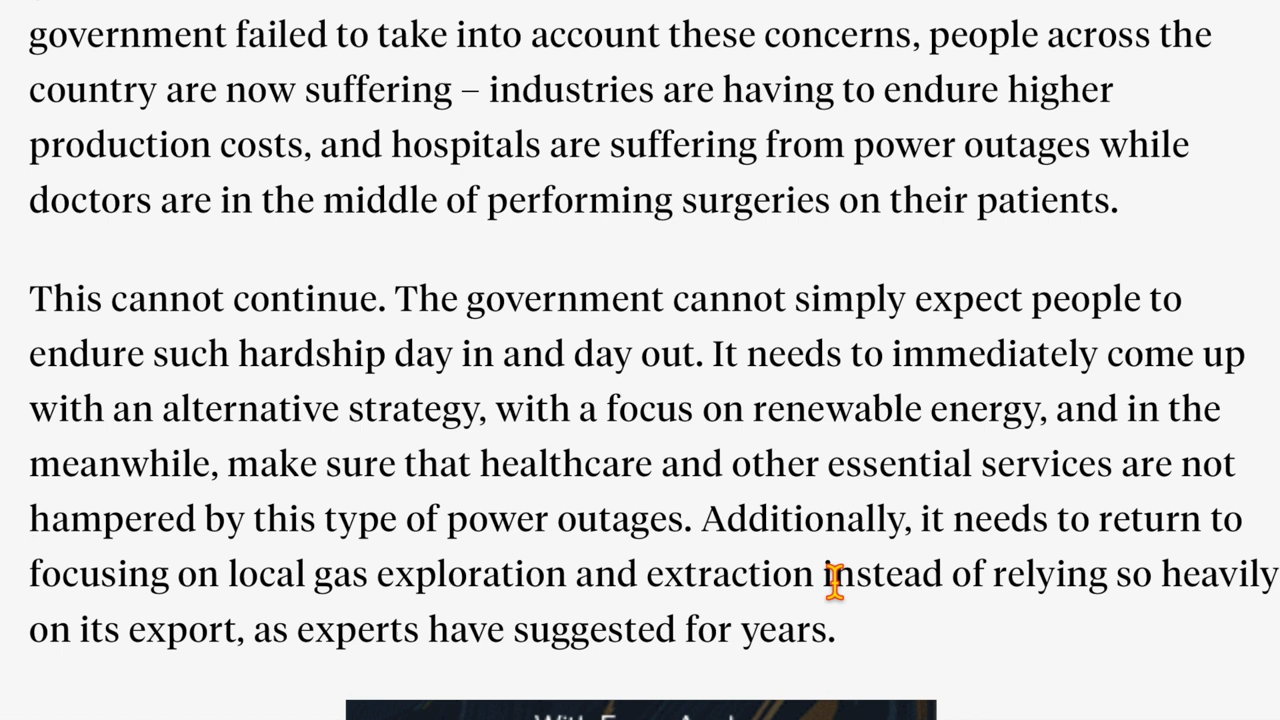 government failed to take into account these concerns, people across the
country are now suffering – industries are having to endure higher
production costs, and hospitals are suffering from power outages while
doctors are in the middle of performing surgeries on their patients.
This cannot continue. The government cannot simply expect people to
endure such hardship day in and day out. It needs to immediately come up
with an alternative strategy, with a focus on renewable energy, and in the
meanwhile, make sure that healthcare and other essential services are not
hampered by this type of power outages. Additionally, it needs to return to
focusing on local gas exploration and extraction instead of relying so heavily
on its export, as experts have suggested for years.